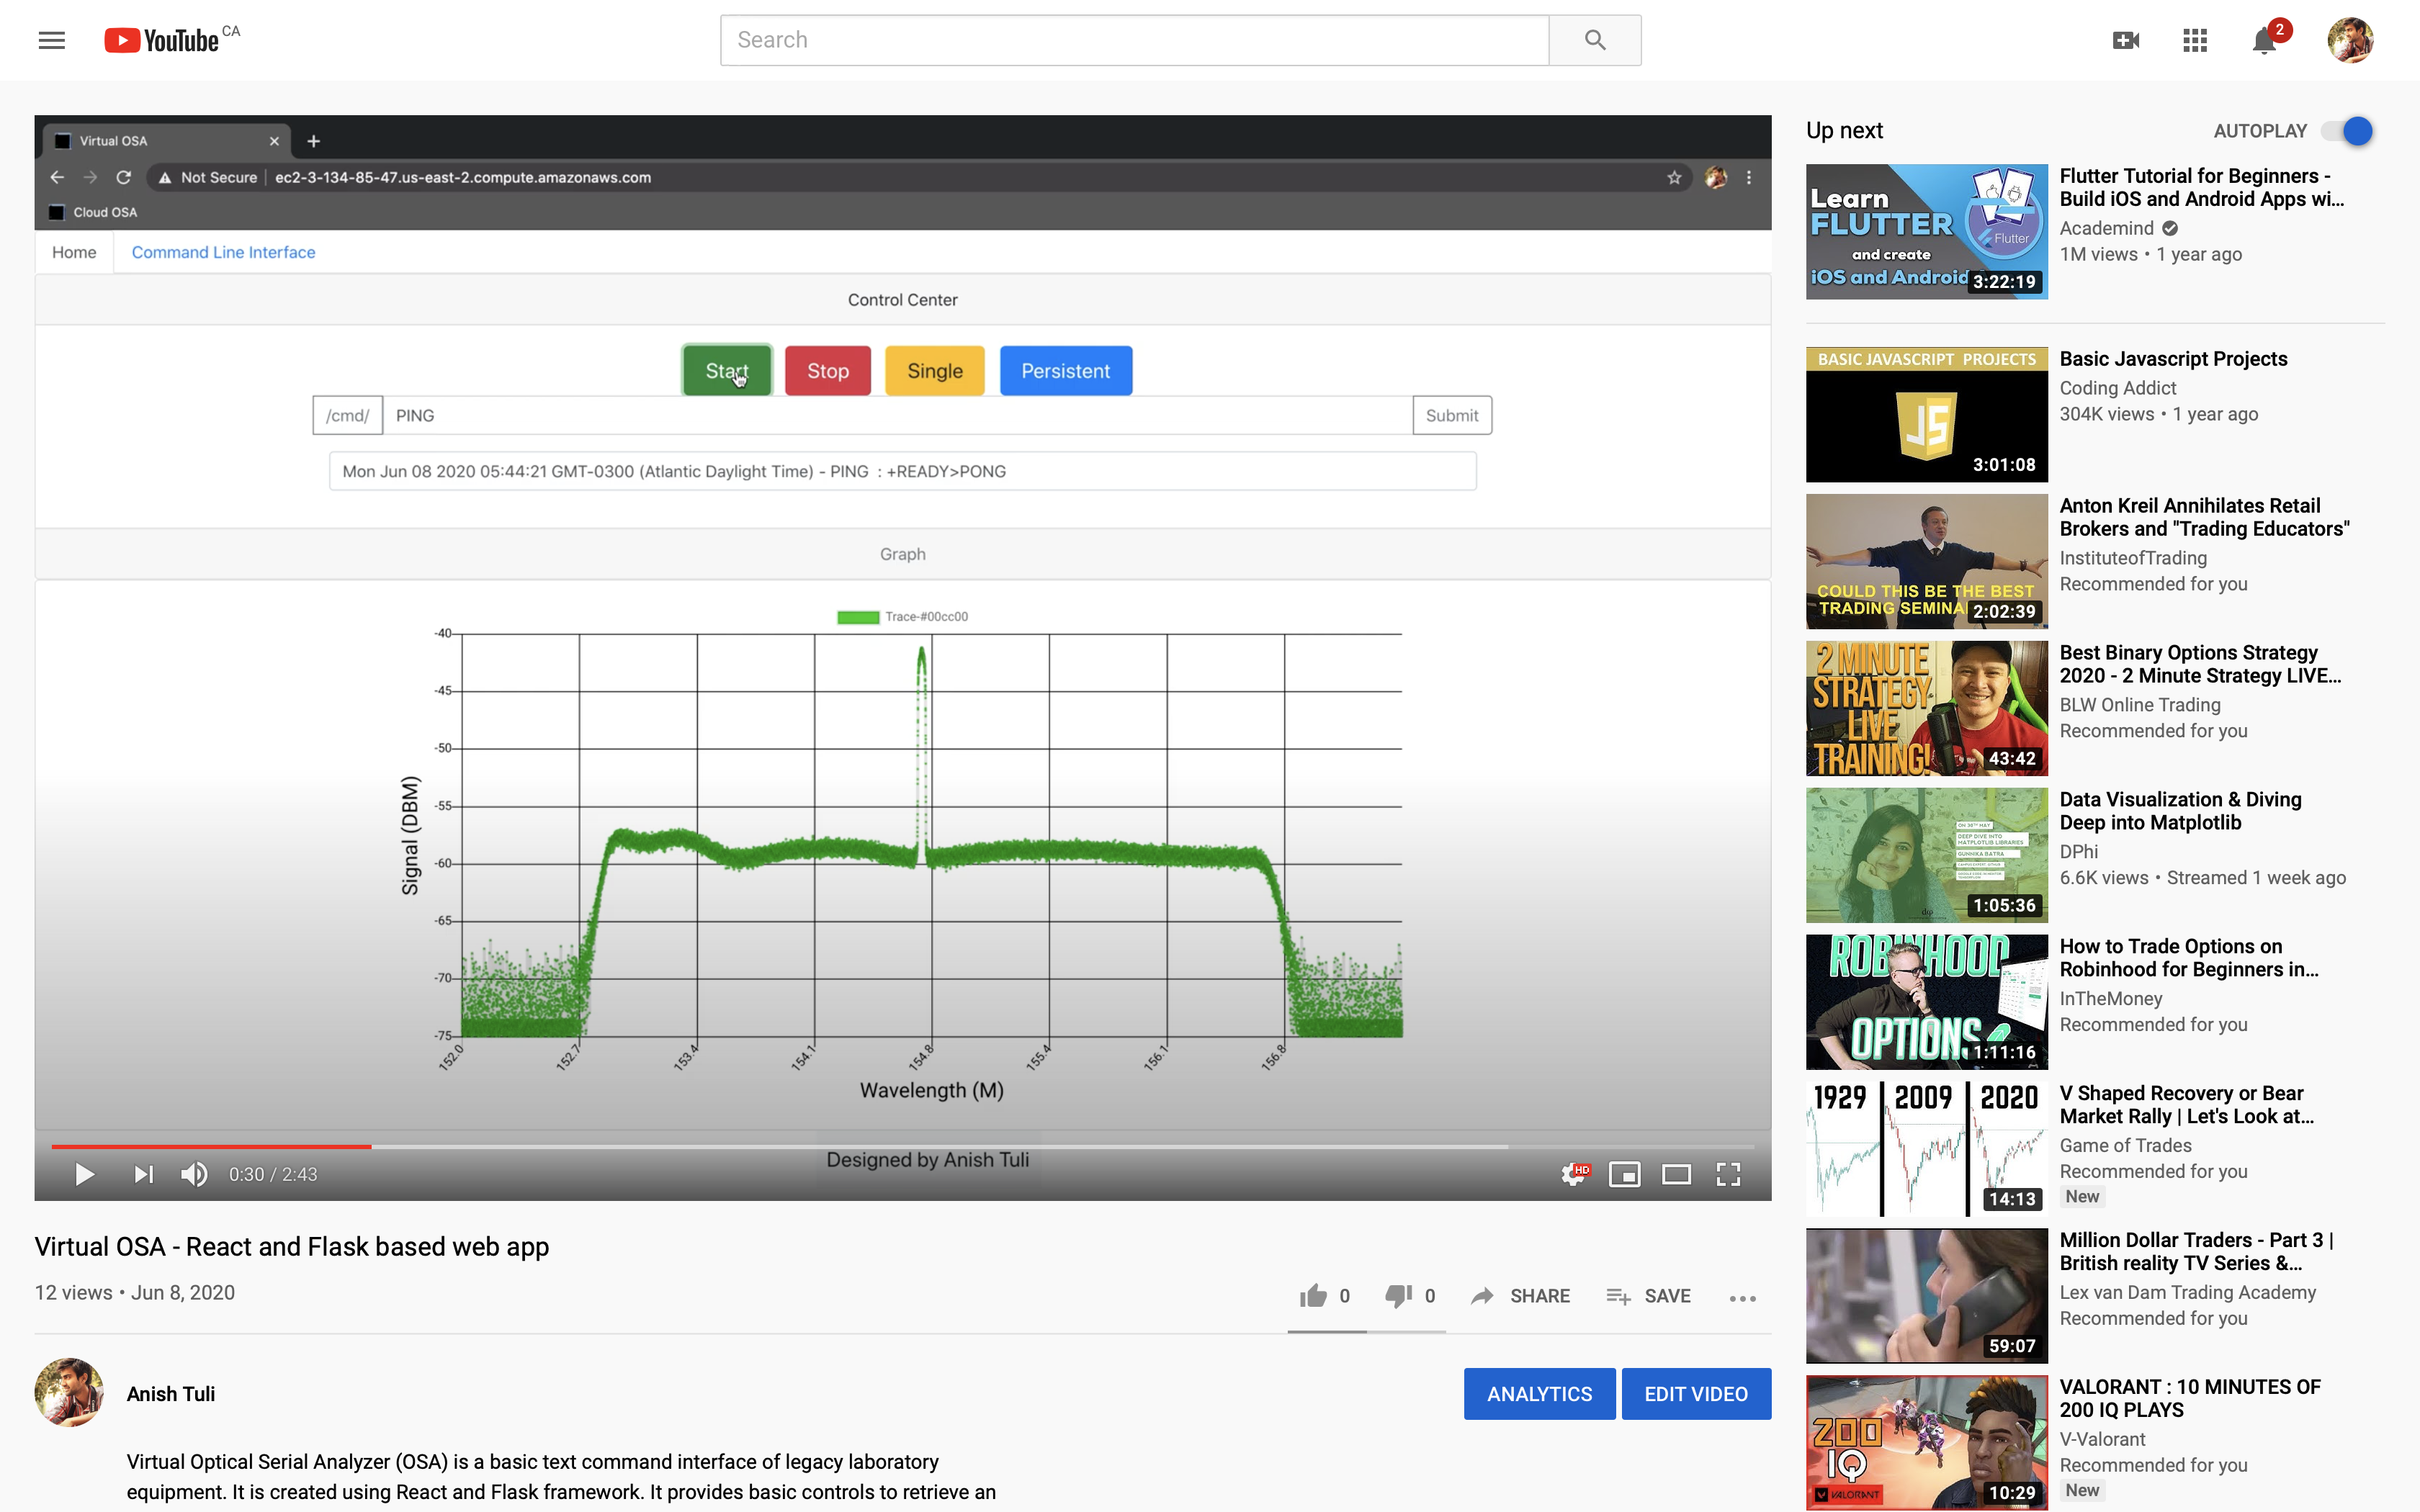 YouTube CA
Search
2
Virtual OSA
Not Secure
ec2-3-134-85-47.us-east-2.compute.amazonaws.com
Cloud OSA
Home
Command Line Interface
Control Center
Start
Stop
Single
Persistent
/cmd/
PING
Submit
Mon Jun 08 2020 05:44:21 GMT-0300 (Atlantic Daylight Time) - PING : +READY>PONG
Graph
Trace-#00cc00
-40
-45
-50
-55
-60
-65
-70
-75
Signal (DBM)
152.0
152.7
153.4
154.1
154.8
155.4
156.1
156.8
Wavelength (M)
Designed by Anish Tuli
0:30 / 2:43
HD
Virtual OSA - React and Flask based web app
12 views • Jun 8, 2020
0
0
SHARE
SAVE
Anish Tuli
ANALYTICS
EDIT VIDEO
Virtual Optical Serial Analyzer (OSA) is a basic text command interface of legacy laboratory
equipment. It is created using React and Flask framework. It provides basic controls to retrieve an
Up next
AUTOPLAY
Learn
FLUTTER
Flutter
and create
iOS and Android
3:22:19
Flutter Tutorial for Beginners -
Build iOS and Android Apps wi...
Academind
1M views • 1 year ago
BASIC JAVASCRIPT PROJECTS
JS
3:01:08
Basic Javascript Projects
Coding Addict
304K views • 1 year ago
COULD THIS BE THE BEST
TRADING SEMINA
2:02:39
Anton Kreil Annihilates Retail
Brokers and "Trading Educators"
InstituteofTrading
Recommended for you
2 MINUTE
STRATEGY
LIVE
TRAINING!
43:42
Best Binary Options Strategy
2020 - 2 Minute Strategy LIVE...
BLW Online Trading
Recommended for you
DEEP DIVE INTO
MATPLOTLIB LIBRARIES
GUNNIKA BATRA
1:05:36
Data Visualization & Diving
Deep into Matplotlib
DPhi
6.6K views • Streamed 1 week ago
ROBINHOOD
OPTIONS
1:11:16
How to Trade Options on
Robinhood for Beginners in...
InTheMoney
Recommended for you
1929
2009
2020
14:13
V Shaped Recovery or Bear
Market Rally | Let's Look at...
Game of Trades
Recommended for you
New
59:07
Million Dollar Traders - Part 3 |
British reality TV Series &...
Lex van Dam Trading Academy
Recommended for you
200
IQ
VALORANT
10:29
VALORANT : 10 MINUTES OF
200 IQ PLAYS
V-Valorant
Recommended for you
New